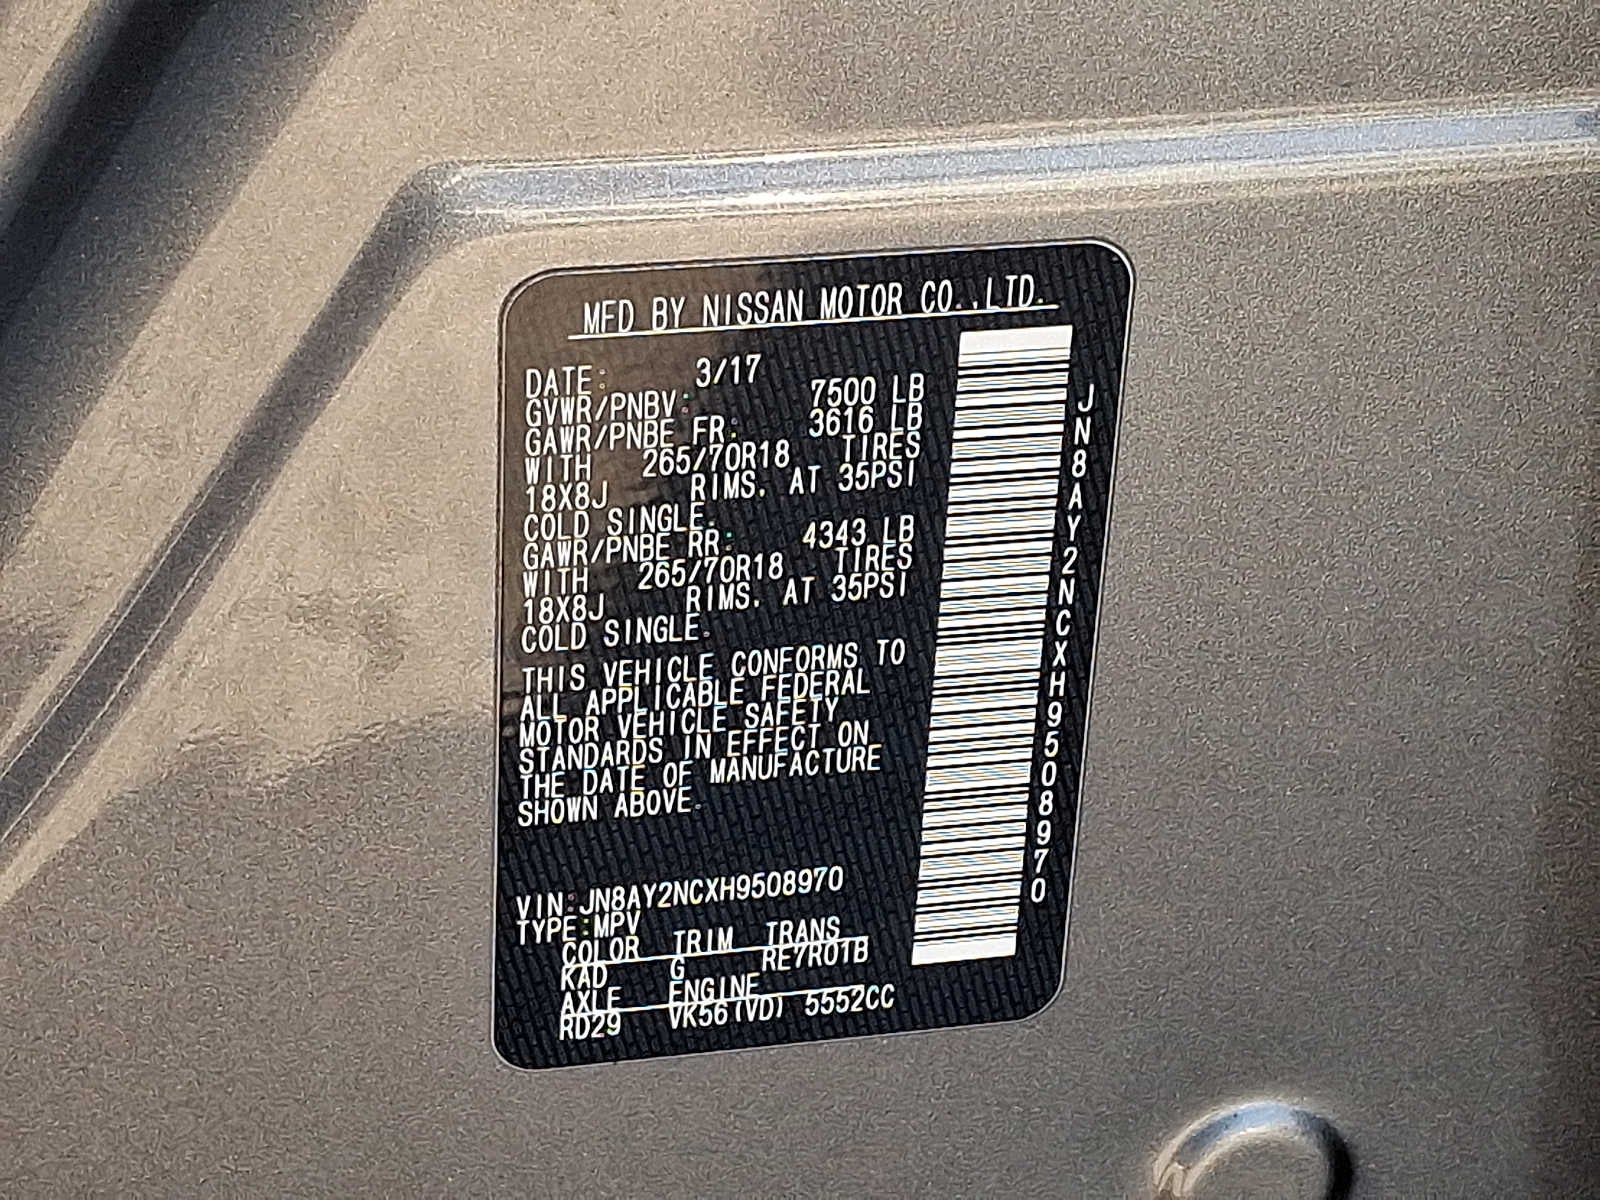 MFD BY NISSAN MOTOR CO.,LTD.
DATE: 3/17
GVWR/PNBV: 7500 LB
GAWR/PNBE FR: 3616 LB
WITH 265/70R18 TIRES
18X8J RIMS, AT 35PSI
COLD SINGLE.
GAWR/PNBE RR: 4343 LB
WITH 265/70R18 TIRES
18X8J RIMS, AT 35PSI
COLD SINGLE.
THIS VEHICLE CONFORMS TO
ALL APPLICABLE FEDERAL
MOTOR VEHICLE SAFETY
STANDARDS IN EFFECT ON
THE DATE OF MANUFACTURE
SHOWN ABOVE.
VIN:JN8AY2NCXH9508970
TYPE:MPV
COLOR TRIM TRANS
KAD G RE7R01B
AXLE ENGINE
RD29 VK56(VD) 5552CC
JN8AY2NCXH9508970